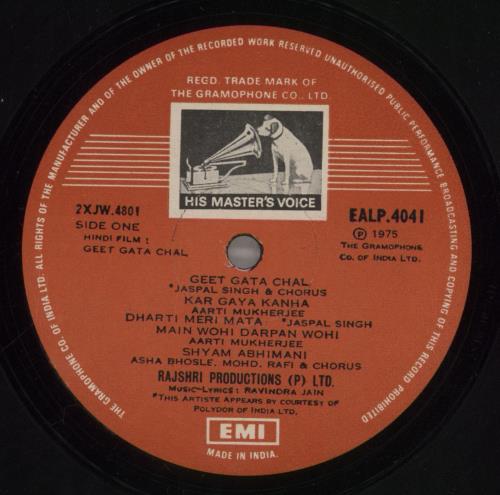 THE GRAMOPHONE CO. OF INDIA LTD. ALL RIGHTS OF THE MANUFACTURER AND OF THE OWNER OF THE RECORDED WORK RESERVED UNAUTHORISED PUBLIC PERFORMANCE BROADCASTING AND COPYING OF THIS RECORD PROHIBITED
REGD. TRADE MARK OF
THE GRAMOPHONE CO., LTD.
HIS MASTER'S VOICE
2XJW.4801
SIDE ONE
HINDI FILM :
GEET GATA CHAL
EALP.4041
Ⓟ 1975
THE GRAMOPHONE
CO. OF INDIA LTD.
GEET GATA CHAL
*JASPAL SINGH & CHORUS
KAR GAYA KANHA
AARTI MUKHERJEE
DHARTI MERI MATA *JASPAL SINGH
MAIN WOHI DARPAN WOHI
AARTI MUKHERJEE
SHYAM ABHIMANI
ASHA BHOSLE, MOHD. RAFI & CHORUS
RAJSHRI PRODUCTIONS (P) LTD.
MUSIC-LYRICS : RAVINDRA JAIN
*THIS ARTISTE APPEARS BY COURTESY OF
POLYDOR OF INDIA LTD.
EMI
MADE IN INDIA.